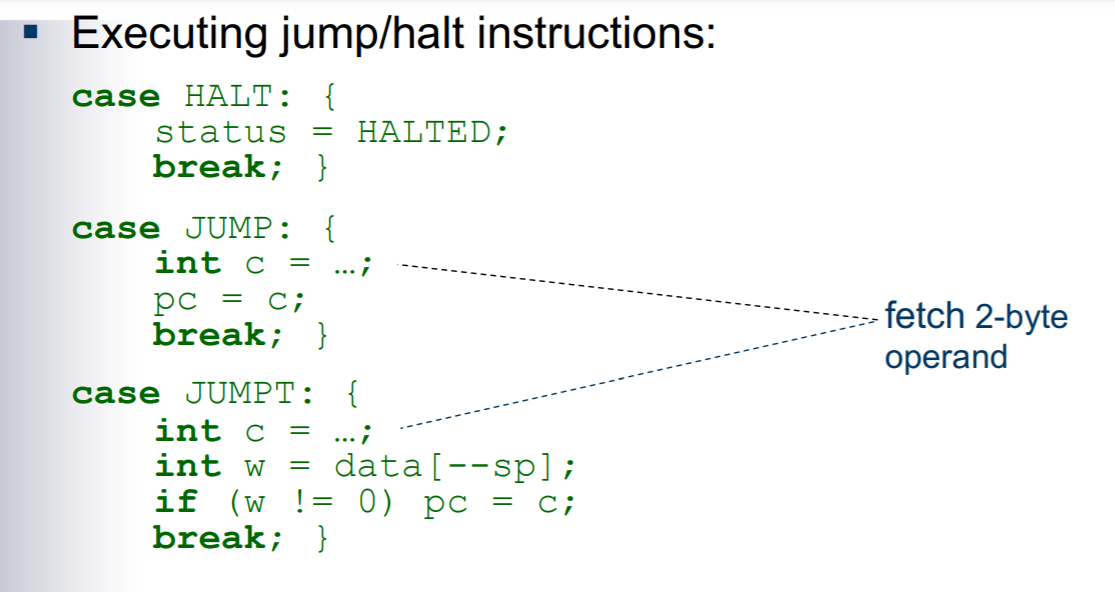 ▪ Executing jump/halt instructions:
case HALT: {
status = HALTED;
break; }
case JUMP: {
int c = …;
pc = c;
break; }
fetch 2-byte
operand
case JUMPT: {
int c = …;
int w = data[--sp];
if (w != 0) pc = c;
break; }